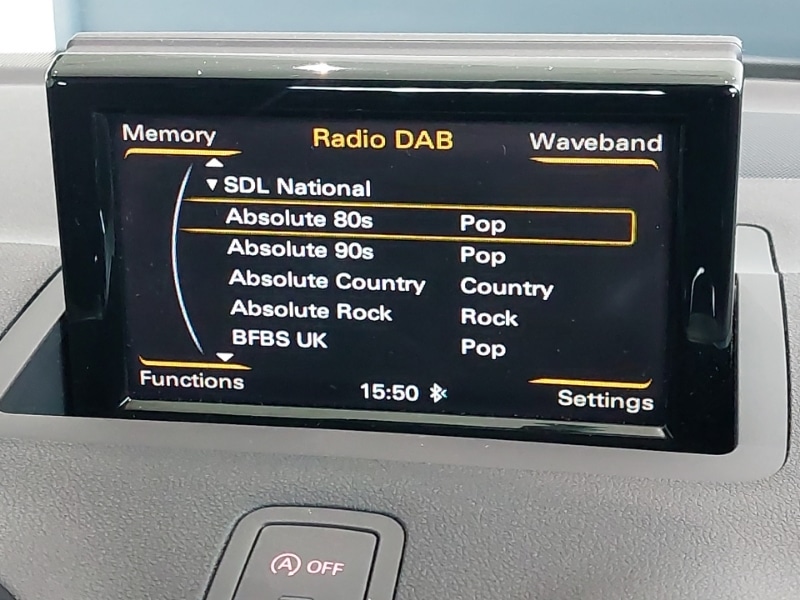 Memory Radio DAB Waveband
SDL National
Absolute 80s Pop
Absolute 90s Pop
Absolute Country Country
Absolute Rock Rock
BFBS UK Pop
Functions 15:50 Settings
A OFF